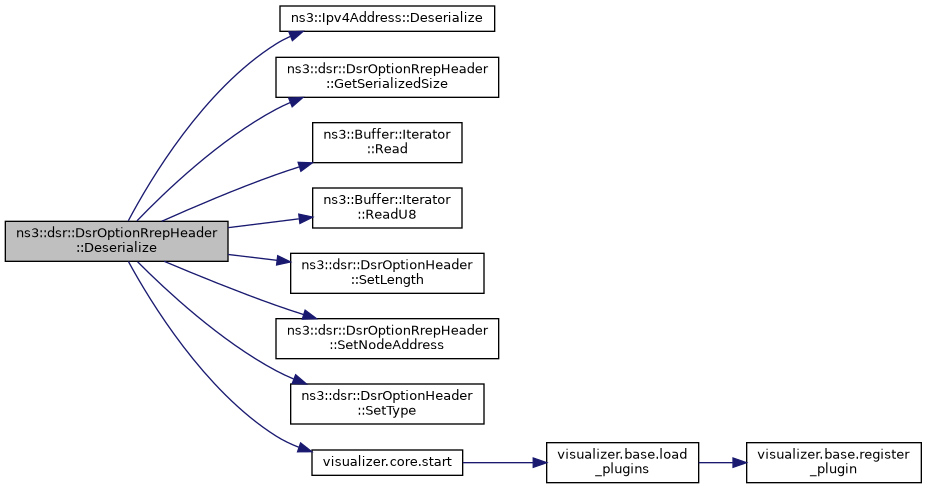 ns3::Ipv4Address::Deserialize
ns3::dsr::DsrOptionRrepHeader
::GetSerializedSize
ns3::Buffer::Iterator
::Read
ns3::Buffer::Iterator
::ReadU8
ns3::dsr::DsrOptionRrepHeader
::Deserialize
ns3::dsr::DsrOptionHeader
::SetLength
ns3::dsr::DsrOptionRrepHeader
::SetNodeAddress
ns3::dsr::DsrOptionHeader
::SetType
visualizer.core.start
visualizer.base.load
_plugins
visualizer.base.register
_plugin